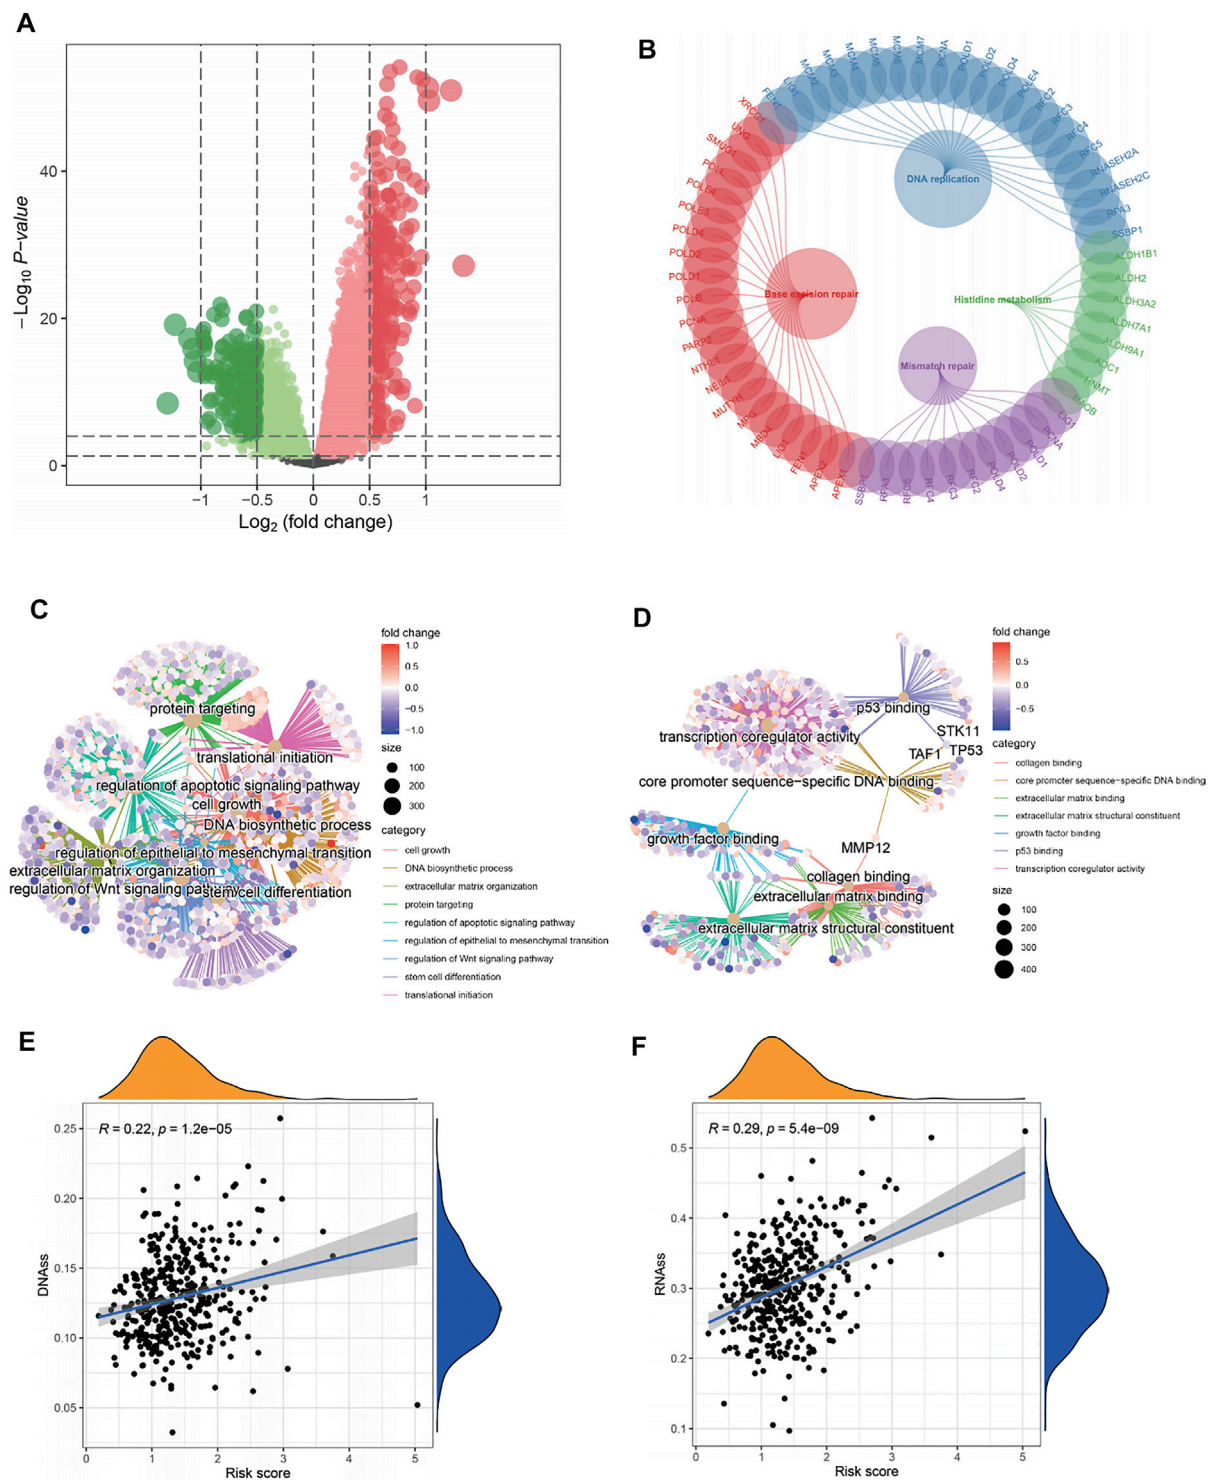 A
− Log10 P−value
40
20
0
−1
−0.5
0
0.5
1
Log2 (fold change)
B
MCM7
PCNA
POLD1
POLD2
POLD4
POLE4
RFC2
RFC3
RFC4
RFC5
RNASEH2A
RNASEH2C
RPA3
SSBP1
ALDH1B1
ALDH2
ALDH3A2
ALDH7A1
ALDH9A1
AOC1
HNMT
MAOB
LIG1
PCNA
POLD1
POLD2
POLD4
RFC2
RFC3
RFC4
RFC5
RPA3
SSBP1
APEX1
APEX2
FEN1
LIG1
MBD4
MPG
MUTYH
NEIL1
NTHL1
PARP2
PCNA
POLB
POLD1
POLD2
POLD4
POLE3
POLE4
POLL
SMUG1
UNG
XRCC1
FEN1
LIG1
DNA replication
Base excision repair
Histidine metabolism
Mismatch repair
C
protein targeting
translational initiation
regulation of apoptotic signaling pathway
cell growth
DNA biosynthetic process
regulation of epithelial to mesenchymal transition
extracellular matrix organization
regulation of Wnt signaling pathway
stem cell differentiation
fold change
1.0
0.5
0.0
−0.5
−1.0
size
100
200
300
category
cell growth
DNA biosynthetic process
extracellular matrix organization
protein targeting
regulation of apoptotic signaling pathway
regulation of epithelial to mesenchymal transition
regulation of Wnt signaling pathway
stem cell differentiation
translational initiation
D
p53 binding
transcription coregulator activity
STK11
TAF1
TP53
core promoter sequence−specific DNA binding
growth factor binding
MMP12
collagen binding
extracellular matrix binding
extracellular matrix structural constituent
fold change
0.5
0.0
−0.5
category
collagen binding
core promoter sequence−specific DNA binding
extracellular matrix binding
extracellular matrix structural constituent
growth factor binding
p53 binding
transcription coregulator activity
size
100
200
300
400
E
R = 0.22, p = 1.2e−05
DNAss
0.25
0.20
0.15
0.10
0.05
0
1
2
3
4
5
Risk score
F
R = 0.29, p = 5.4e−09
RNAss
0.5
0.4
0.3
0.2
0.1
0
1
2
3
4
5
Risk score